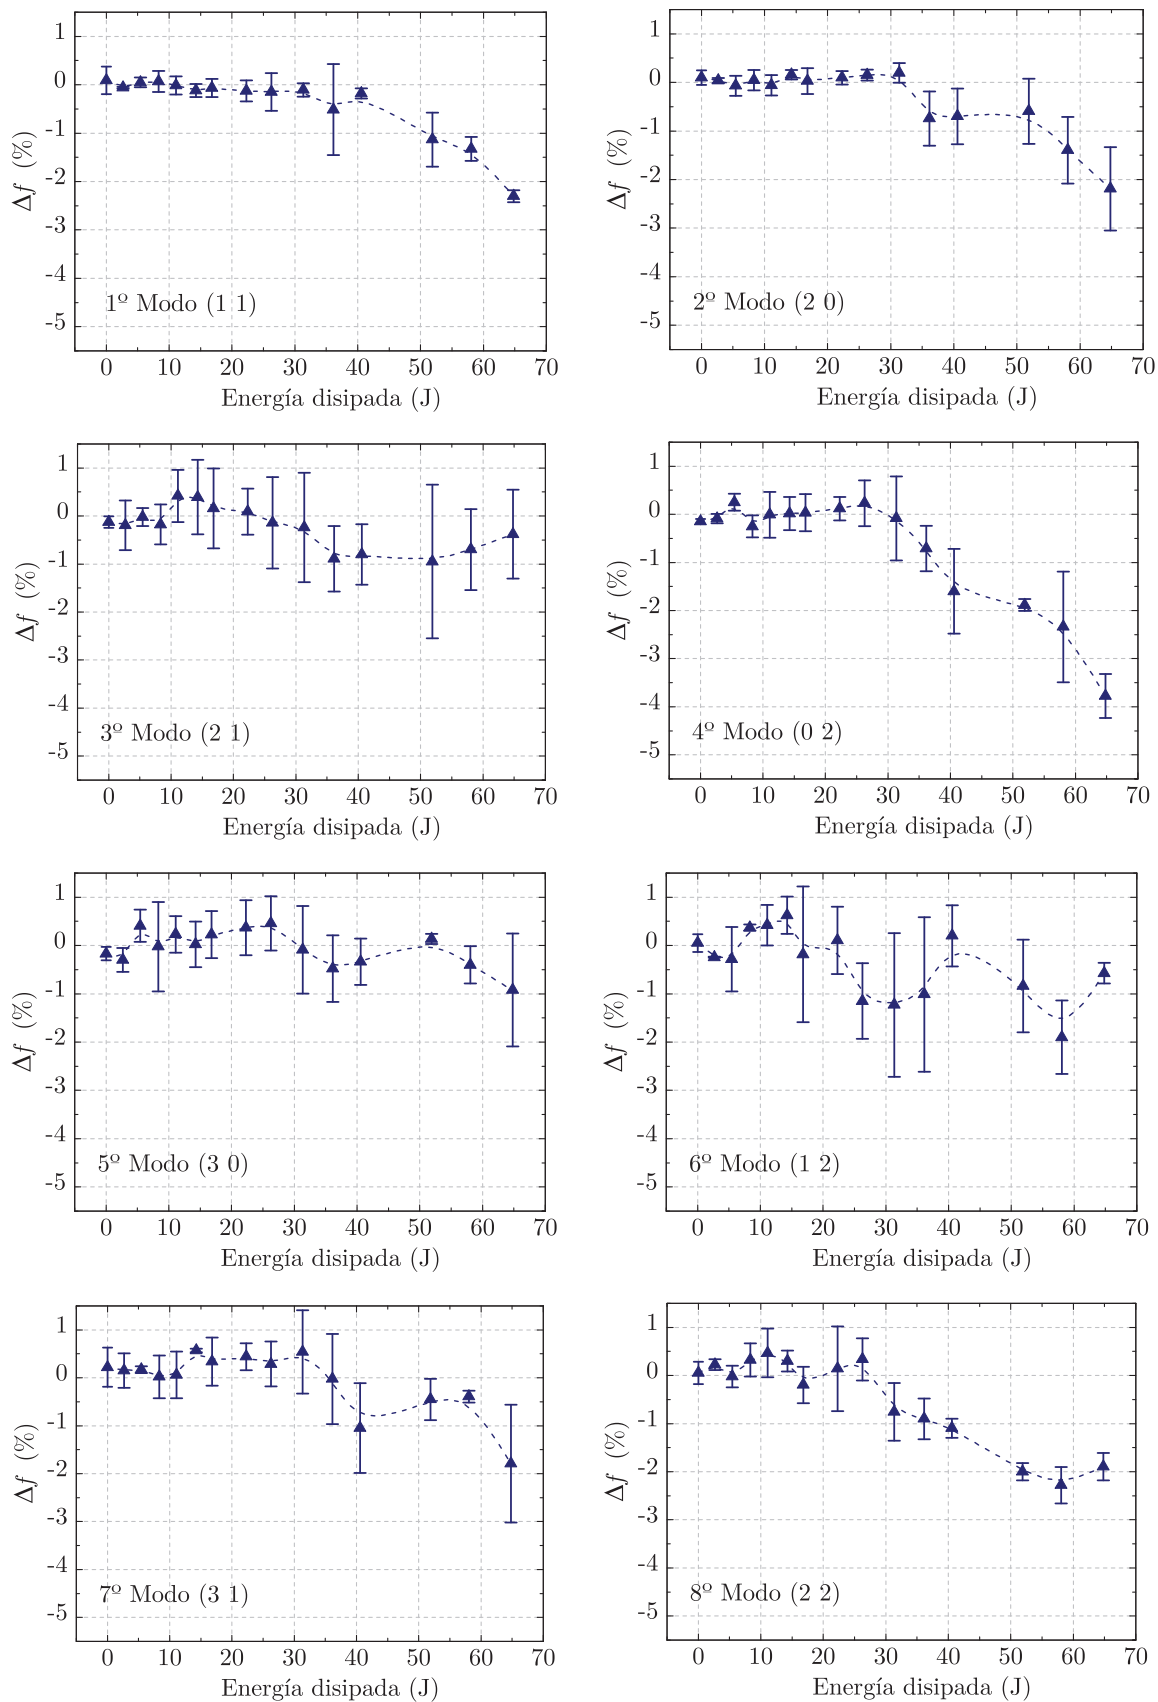 1
0
-1
-2
-3
-4
-5
Δf (%)
1º Modo (1 1)
0 10 20 30 40 50 60 70
Energía disipada (J)
1
0
-1
-2
-3
-4
-5
Δf (%)
2º Modo (2 0)
0 10 20 30 40 50 60 70
Energía disipada (J)
1
0
-1
-2
-3
-4
-5
Δf (%)
3º Modo (2 1)
0 10 20 30 40 50 60 70
Energía disipada (J)
1
0
-1
-2
-3
-4
-5
Δf (%)
4º Modo (0 2)
0 10 20 30 40 50 60 70
Energía disipada (J)
1
0
-1
-2
-3
-4
-5
Δf (%)
5º Modo (3 0)
0 10 20 30 40 50 60 70
Energía disipada (J)
1
0
-1
-2
-3
-4
-5
Δf (%)
6º Modo (1 2)
0 10 20 30 40 50 60 70
Energía disipada (J)
1
0
-1
-2
-3
-4
-5
Δf (%)
7º Modo (3 1)
0 10 20 30 40 50 60 70
Energía disipada (J)
1
0
-1
-2
-3
-4
-5
Δf (%)
8º Modo (2 2)
0 10 20 30 40 50 60 70
Energía disipada (J)